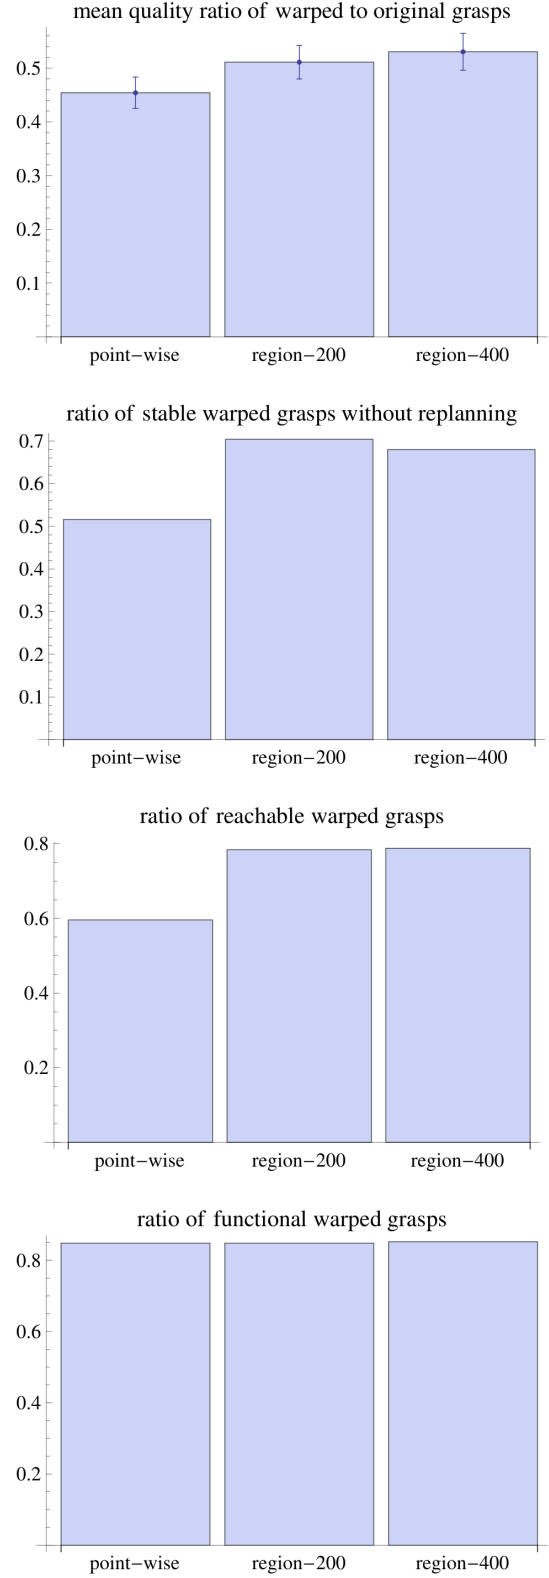 mean quality ratio of warped to original grasps
0.5
0.4
0.3
0.2
0.1
point−wise region−200 region−400
ratio of stable warped grasps without replanning
0.7
0.6
0.5
0.4
0.3
0.2
0.1
point−wise region−200 region−400
ratio of reachable warped grasps
0.8
0.6
0.4
0.2
point−wise region−200 region−400
ratio of functional warped grasps
0.8
0.6
0.4
0.2
point−wise region−200 region−400